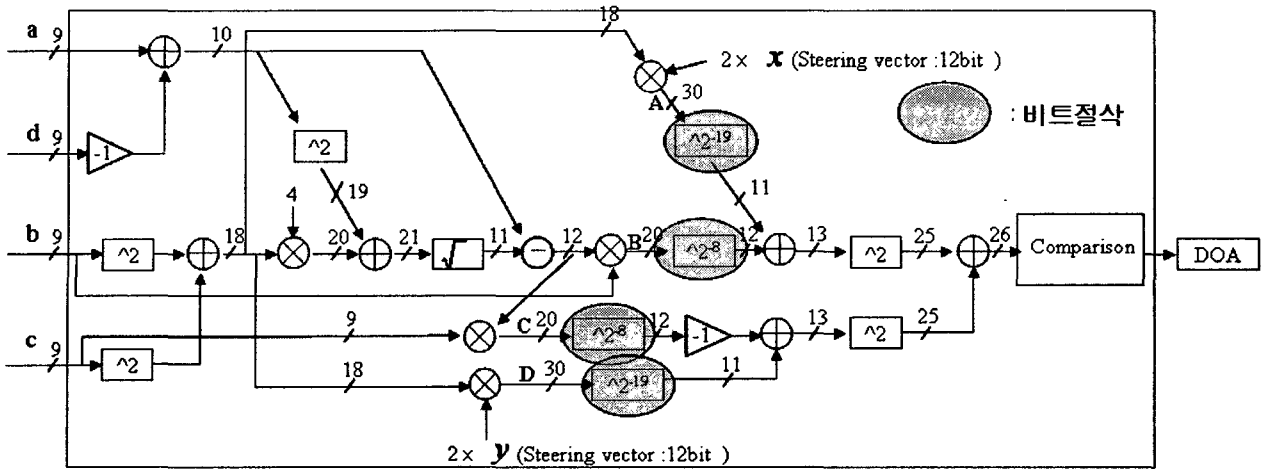 a 9 10 18
2 × x (Steering vector :12bit )
A 30
: 비트절삭
d 9 -1
^2 ^2-19
4 19 11
b 9 ^2 18 20 21 √ 11 12 B 20 ^2-8 12 13 ^2 25 26 Comparison DOA
9 C 20 ^2-8 12 -1 13 ^2 25
c 9 ^2
18 D 30 ^2-19 11
2 × y (Steering vector :12bit )